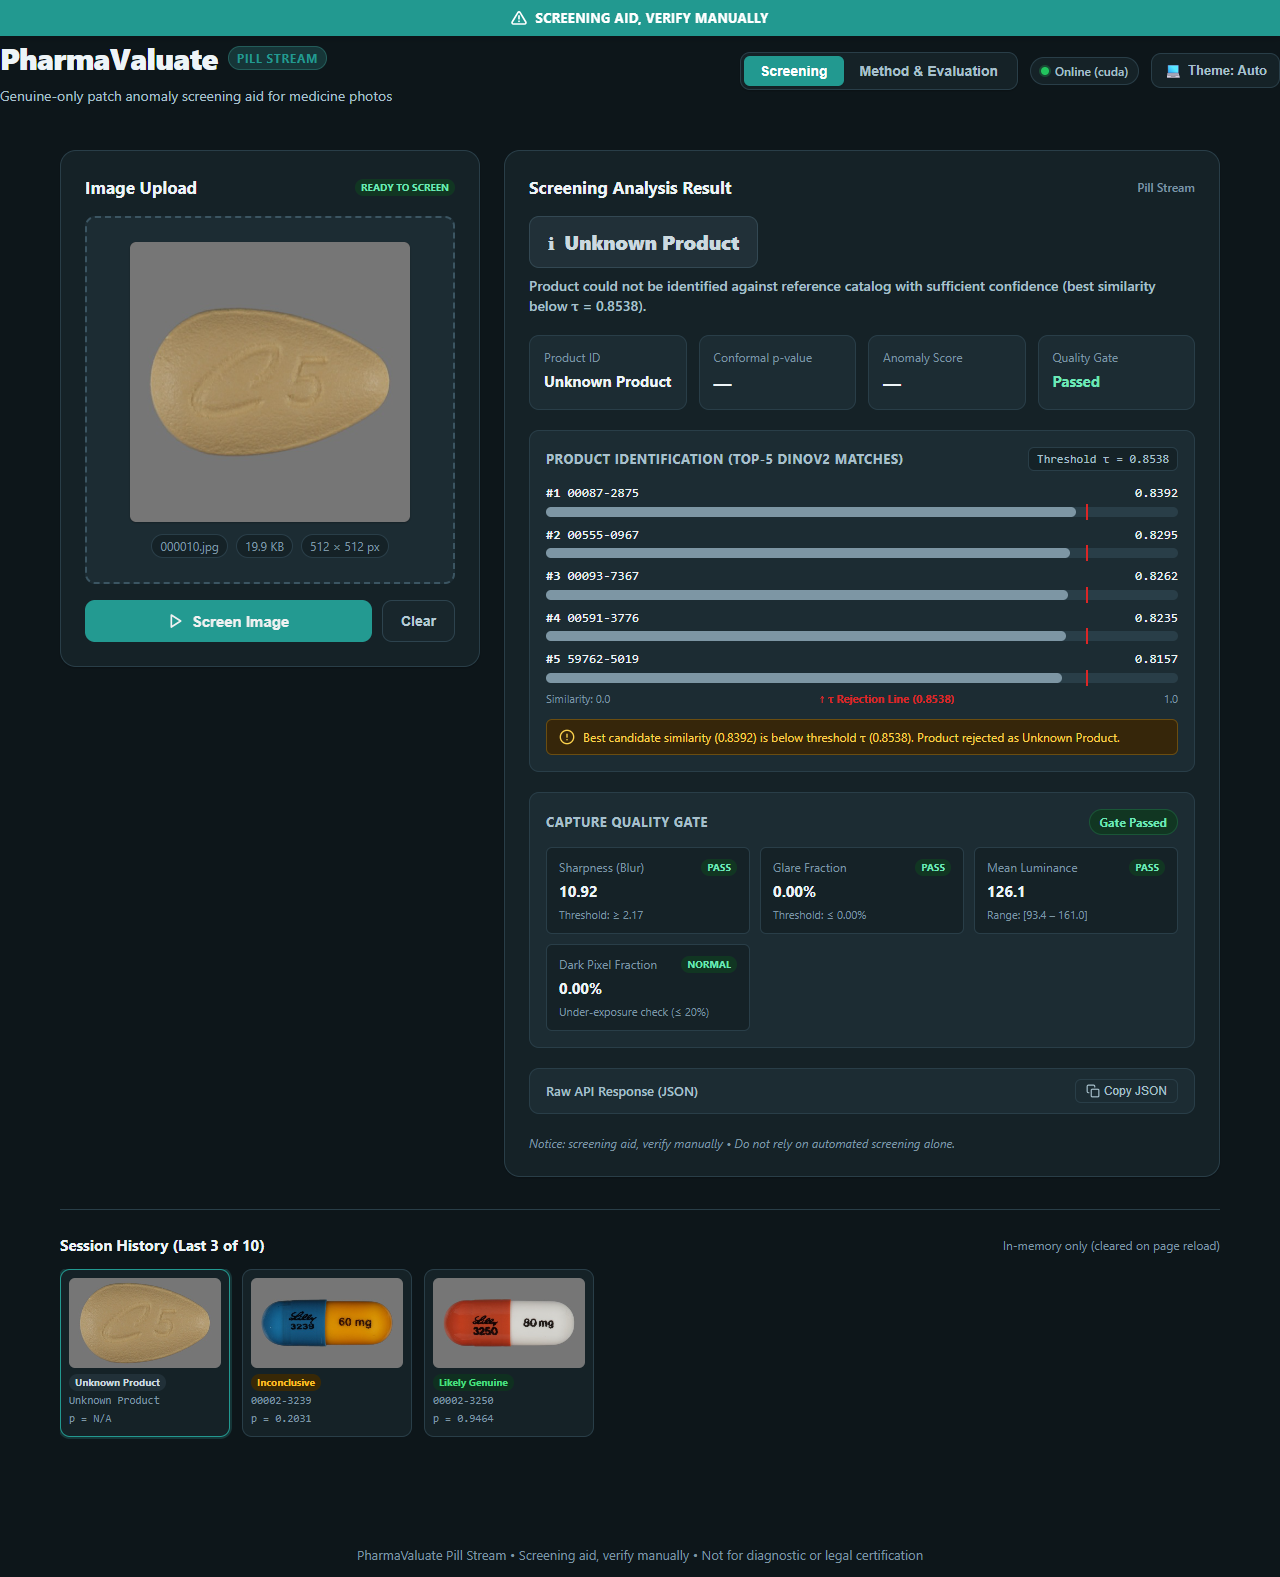 SCREENING AID, VERIFY MANUALLY
PharmaValuate PILL STREAM
Genuine-only patch anomaly screening aid for medicine photos
Screening Method & Evaluation Online (cuda) Theme: Auto
Image Upload READY TO SCREEN
C 5
000010.jpg 19.9 KB 512 × 512 px
Screen Image Clear
Screening Analysis Result Pill Stream
i Unknown Product
Product could not be identified against reference catalog with sufficient confidence (best similarity
below τ = 0.8538).
Product ID Conformal p-value Anomaly Score Quality Gate
Unknown Product — — Passed
PRODUCT IDENTIFICATION (TOP-5 DINOV2 MATCHES) Threshold τ = 0.8538
#1 00087-2875 0.8392
#2 00555-0967 0.8295
#3 00093-7367 0.8262
#4 00591-3776 0.8235
#5 59762-5019 0.8157
Similarity: 0.0 ↑ τ Rejection Line (0.8538) 1.0
Best candidate similarity (0.8392) is below threshold τ (0.8538). Product rejected as Unknown Product.
CAPTURE QUALITY GATE Gate Passed
Sharpness (Blur) PASS Glare Fraction PASS Mean Luminance PASS
10.92 0.00% 126.1
Threshold: ≥ 2.17 Threshold: ≤ 0.00% Range: [93.4 – 161.0]
Dark Pixel Fraction NORMAL
0.00%
Under-exposure check (≤ 20%)
Raw API Response (JSON) Copy JSON
Notice: screening aid, verify manually • Do not rely on automated screening alone.
Session History (Last 3 of 10) In-memory only (cleared on page reload)
C 5
Lilly 3239 60 mg
Lilly 3250 80 mg
Unknown Product Inconclusive Likely Genuine
Unknown Product 00002-3239 00002-3250
p = N/A p = 0.2031 p = 0.9464
PharmaValuate Pill Stream • Screening aid, verify manually • Not for diagnostic or legal certification